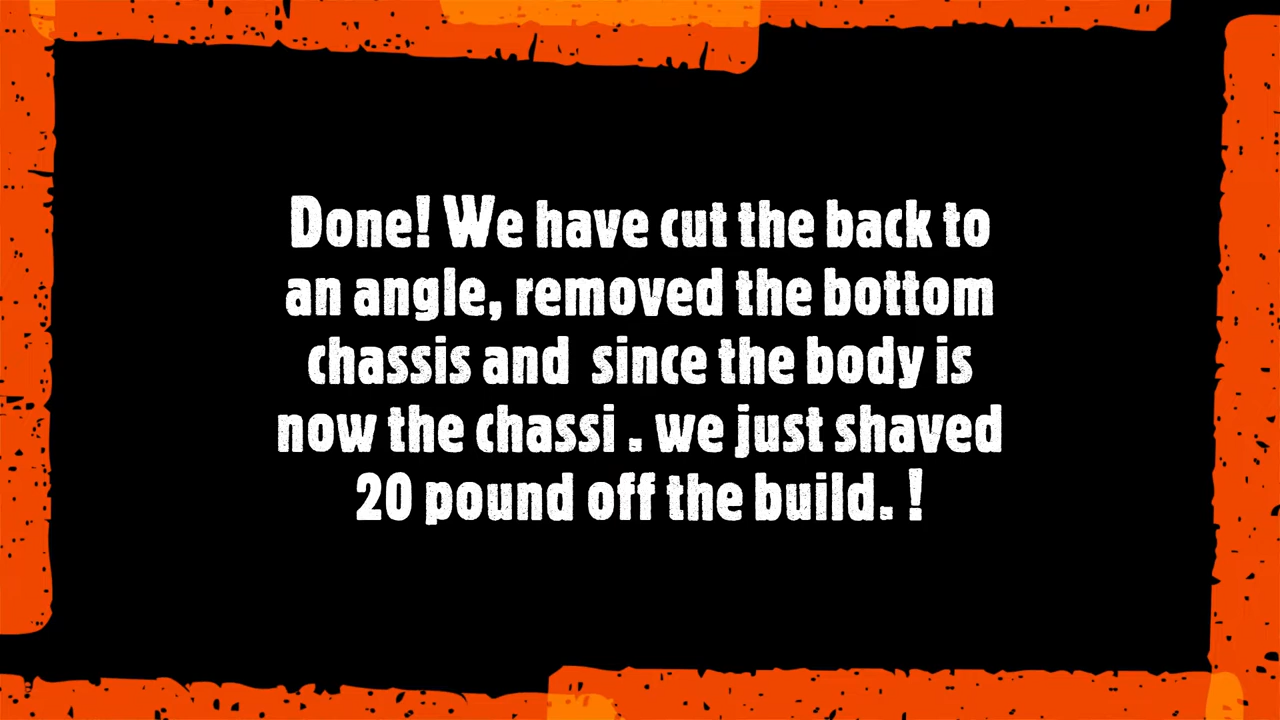 Done! We have cut the back to
an angle, removed the bottom
chassis and  since the body is
now the chassi . we just shaved
20 pound off the build. !